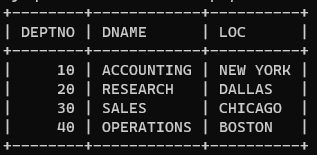 +--------+------------+----------+
| DEPTNO | DNAME      | LOC      |
+--------+------------+----------+
|     10 | ACCOUNTING | NEW YORK |
|     20 | RESEARCH   | DALLAS   |
|     30 | SALES      | CHICAGO  |
|     40 | OPERATIONS | BOSTON   |
+--------+------------+----------+